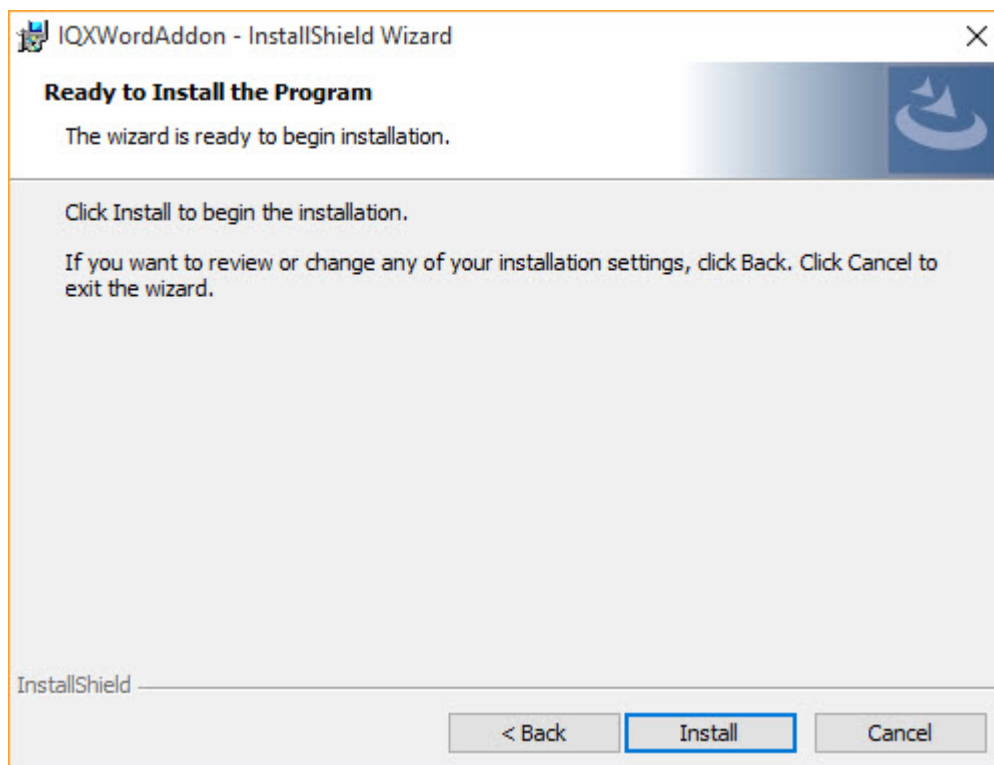 IQXWordAddon - InstallShield Wizard
Ready to Install the Program
The wizard is ready to begin installation.
Click Install to begin the installation.
If you want to review or change any of your installation settings, click Back. Click Cancel to
exit the wizard.
InstallShield
< Back
Install
Cancel